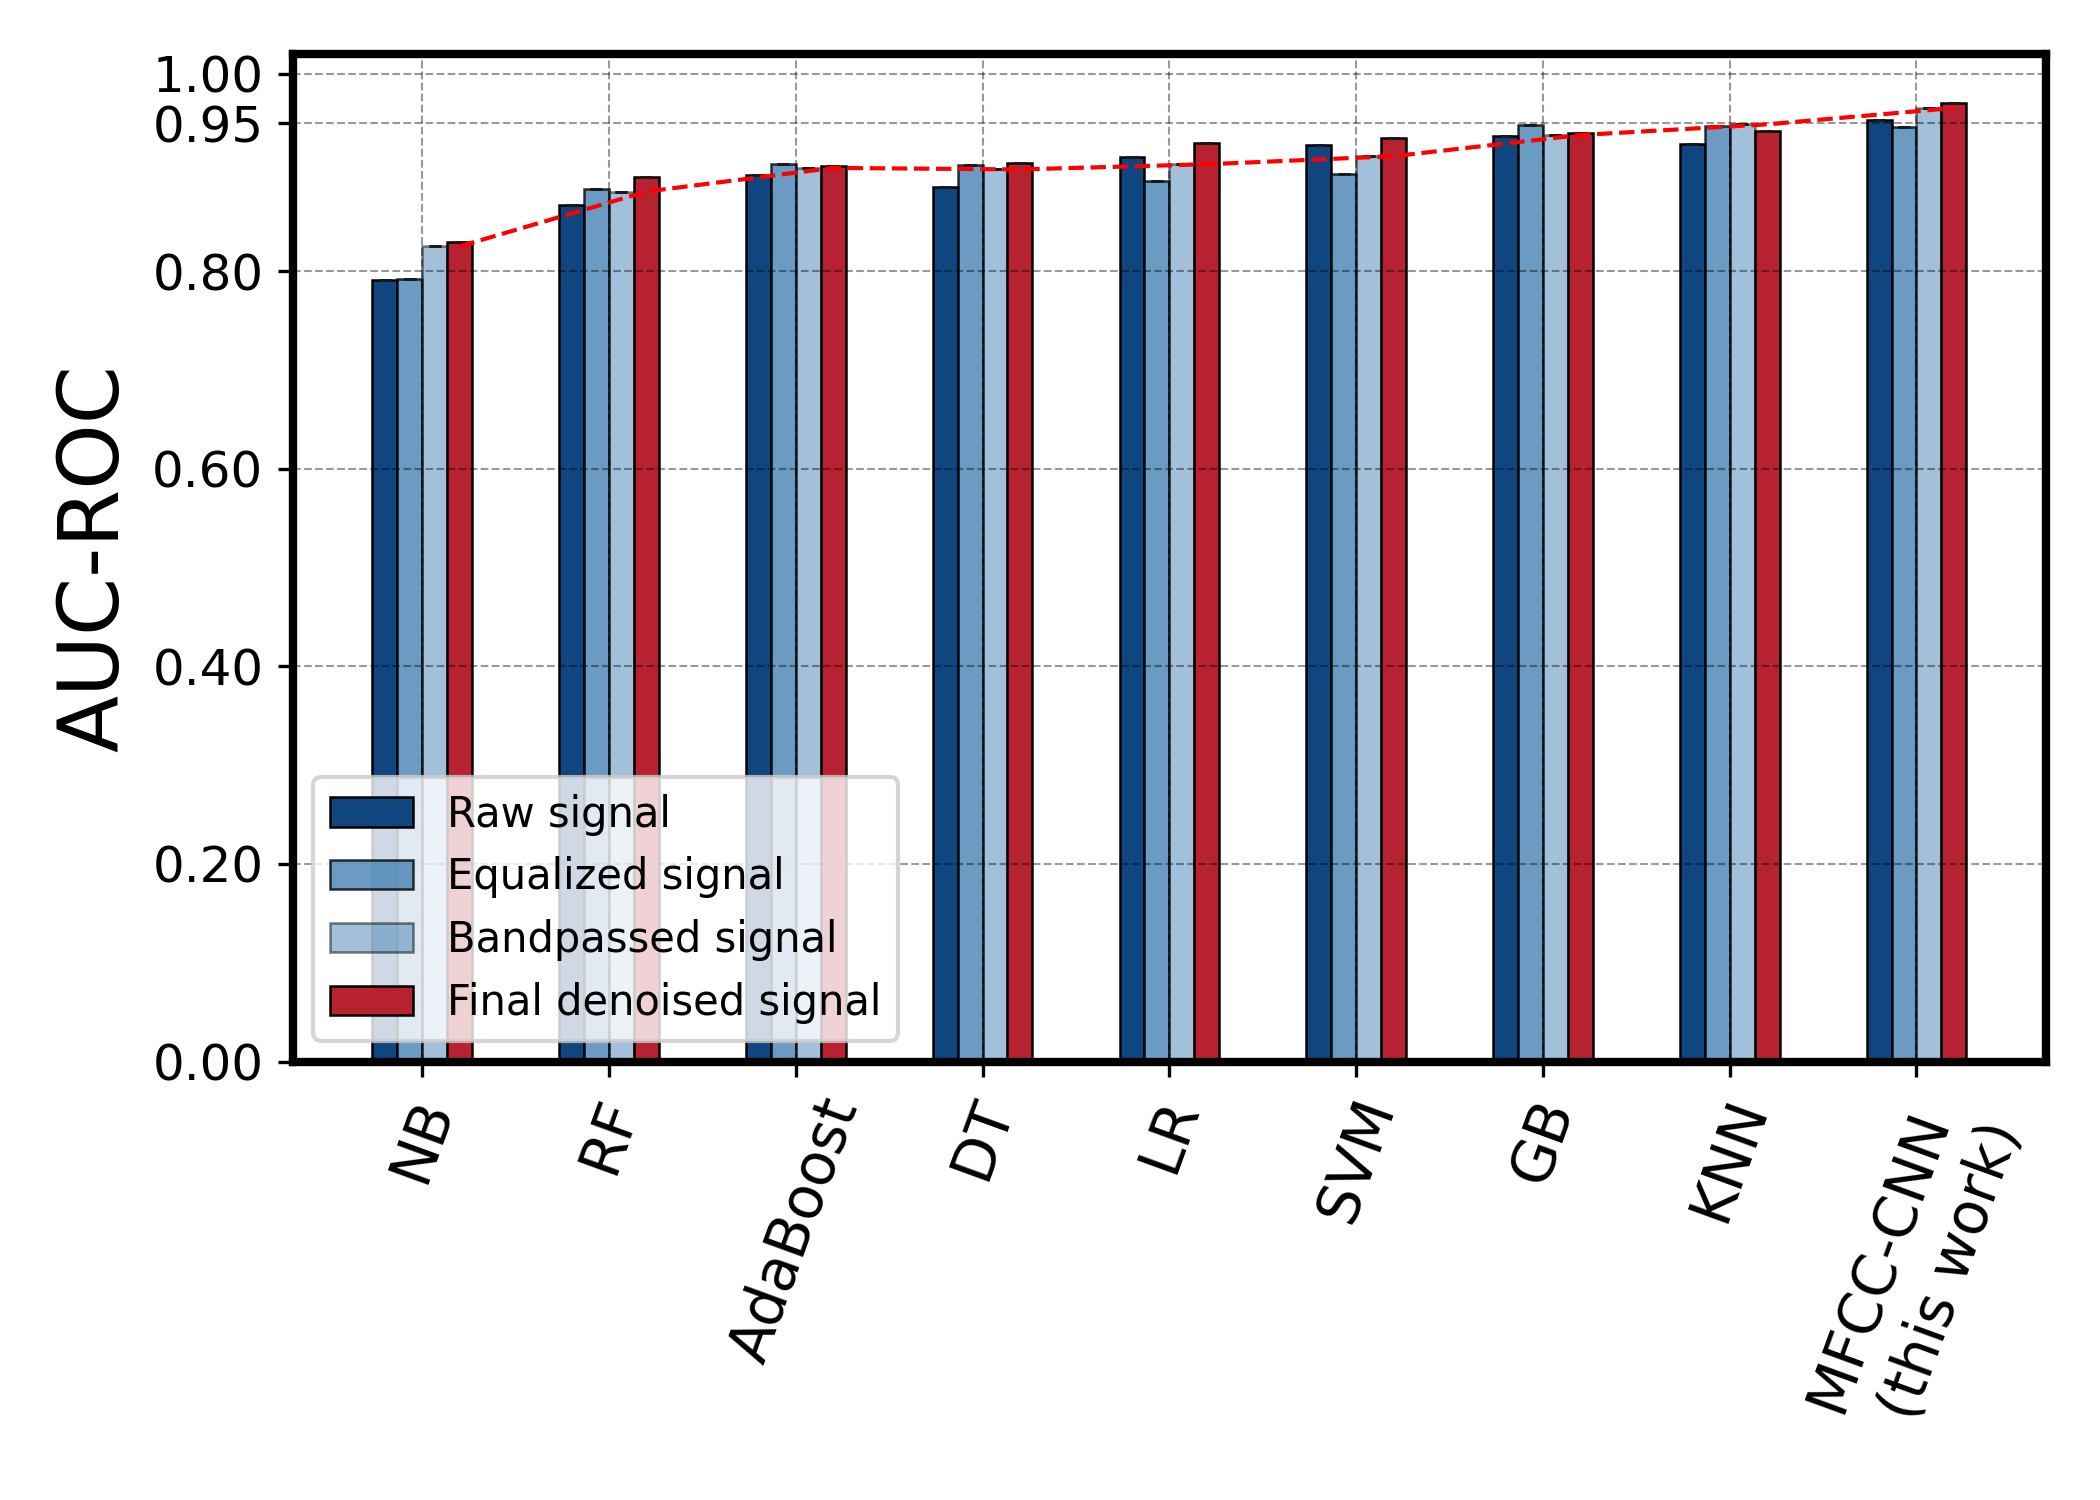 AUC-ROC
1.00
0.95
0.80
0.60
0.40
0.20
0.00
Raw signal
Equalized signal
Bandpassed signal
Final denoised signal
NB
RF
AdaBoost
DT
LR
SVM
GB
KNN
MFCC-CNN
(this work)